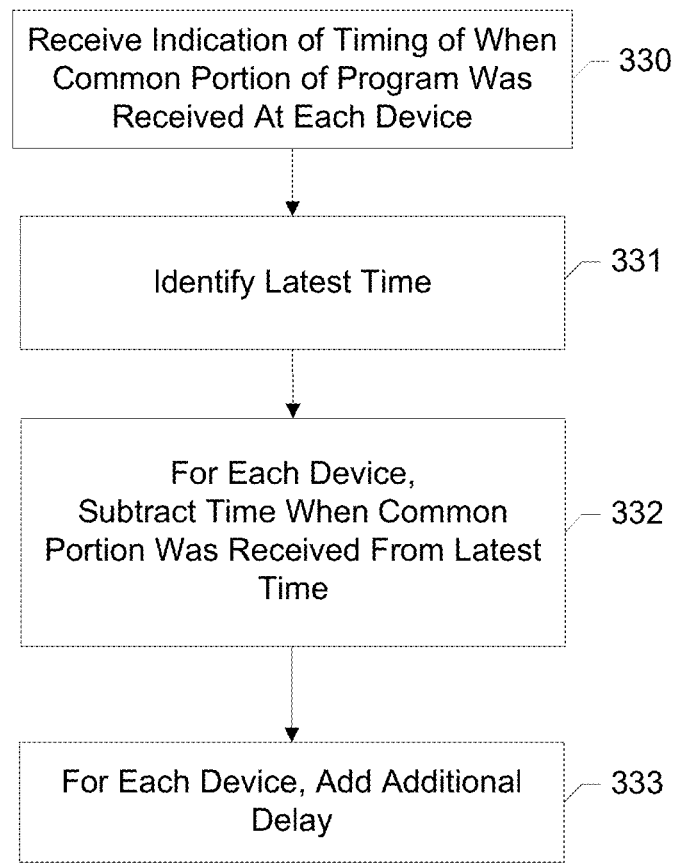 Receive Indication of Timing of When
Common Portion of Program Was
Received At Each Device
330
Identify Latest Time
331
For Each Device,
Subtract Time When Common
Portion Was Received From Latest
Time
332
For Each Device, Add Additional
Delay
333